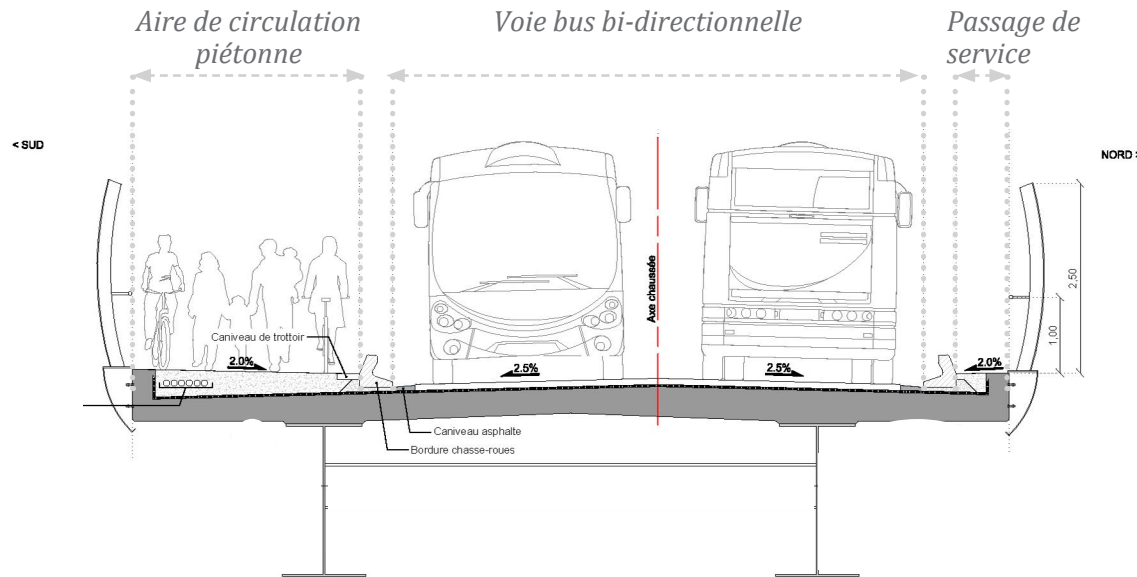 Aire de circulation
piétonne
Voie bus bi-directionnelle
Passage de
service
< SUD
NORD >
Axe chaussée
2,50
1,00
Caniveau de trottoir
2.0%
2.5%
2.5%
2.0%
Caniveau asphalte
Bordure chasse-roues